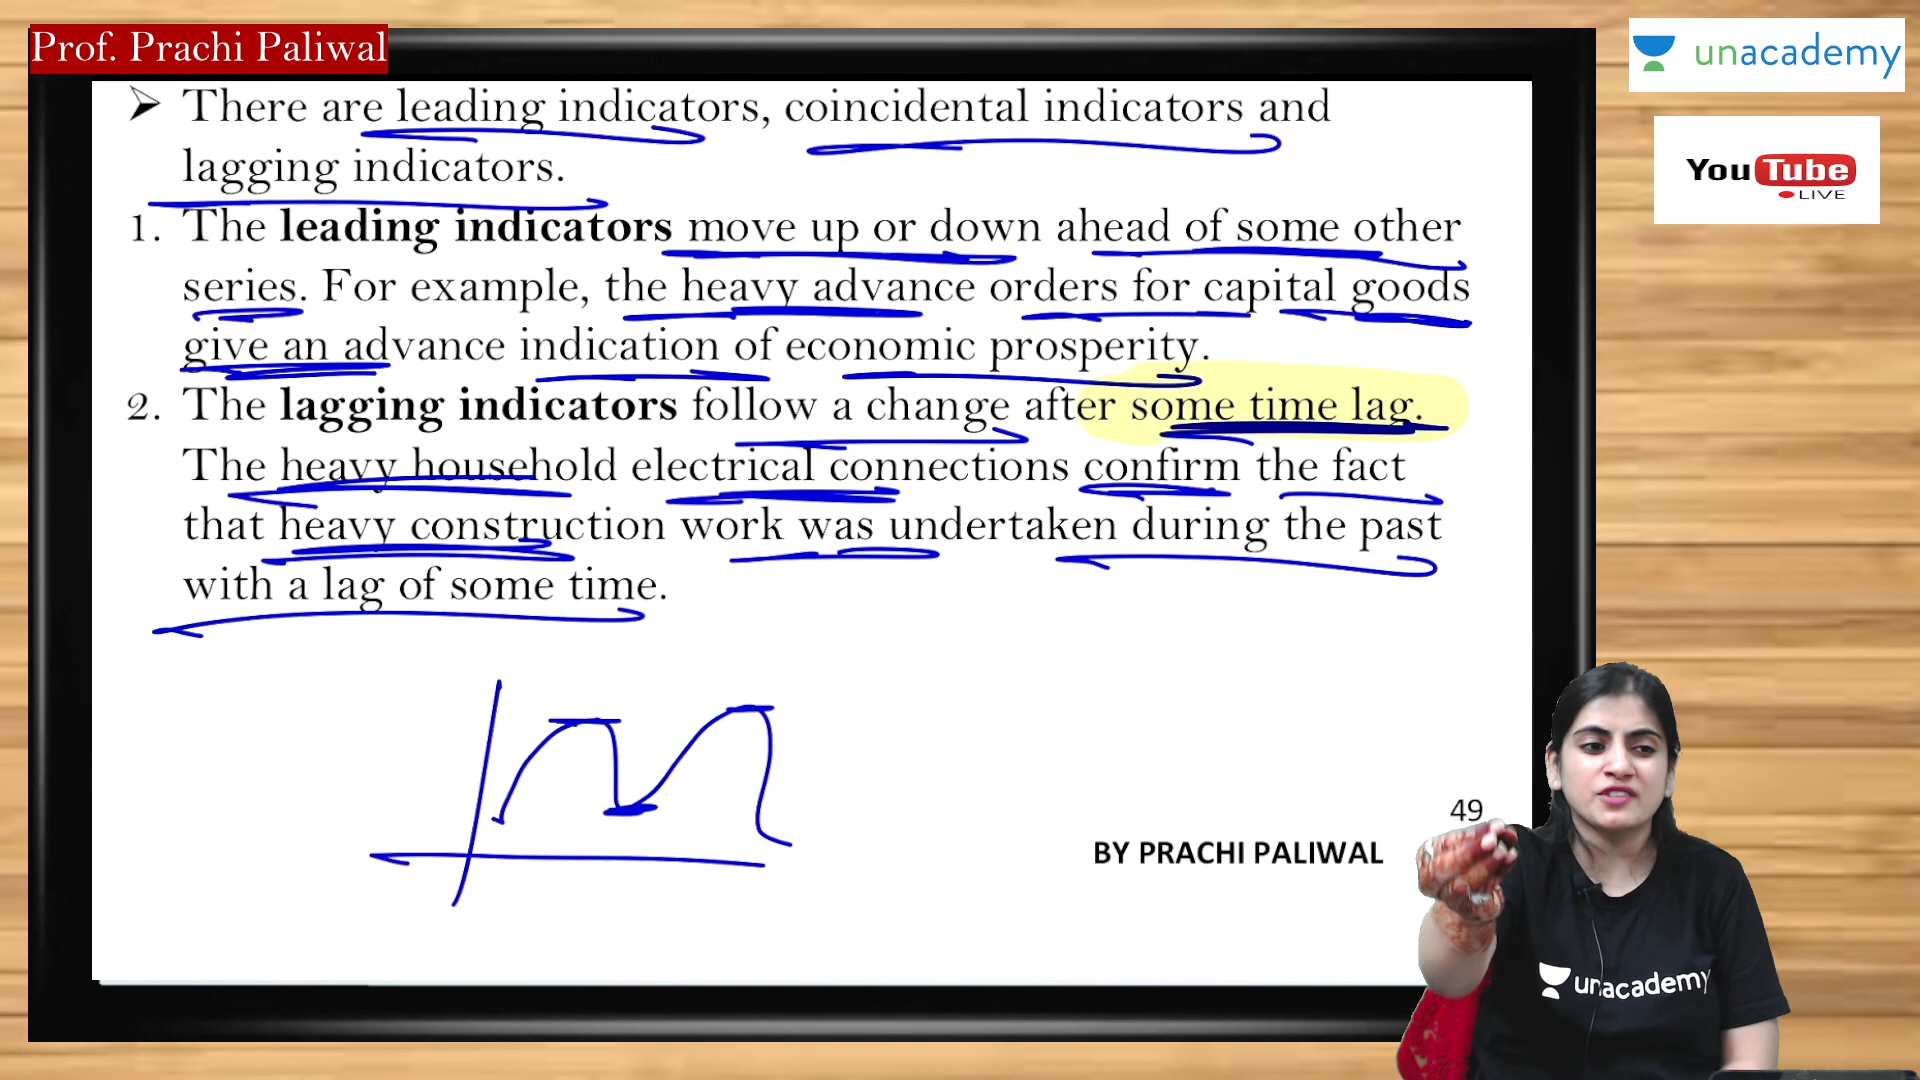 Prof. Prachi Paliwal
unacademy
YouTube
LIVE
➤ There are leading indicators, coincidental indicators and
lagging indicators.
1. The leading indicators move up or down ahead of some other
series. For example, the heavy advance orders for capital goods
give an advance indication of economic prosperity.
2. The lagging indicators follow a change after some time lag.
The heavy household electrical connections confirm the fact
that heavy construction work was undertaken during the past
with a lag of some time.
49
BY PRACHI PALIWAL
unacademy